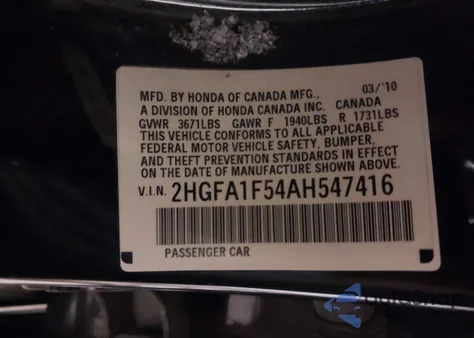 MFD. BY HONDA OF CANADA MFG., 03/'10
A DIVISION OF HONDA CANADA INC. CANADA
GVWR 3671LBS GAWR F 1940LBS R 1731LBS
THIS VEHICLE CONFORMS TO ALL APPLICABLE
FEDERAL MOTOR VEHICLE SAFETY, BUMPER,
AND THEFT PREVENTION STANDARDS IN EFFECT
ON THE DATE OF MANUFACTURE SHOWN ABOVE.
V.I.N. 2HGFA1F54AH547416
PASSENGER CAR